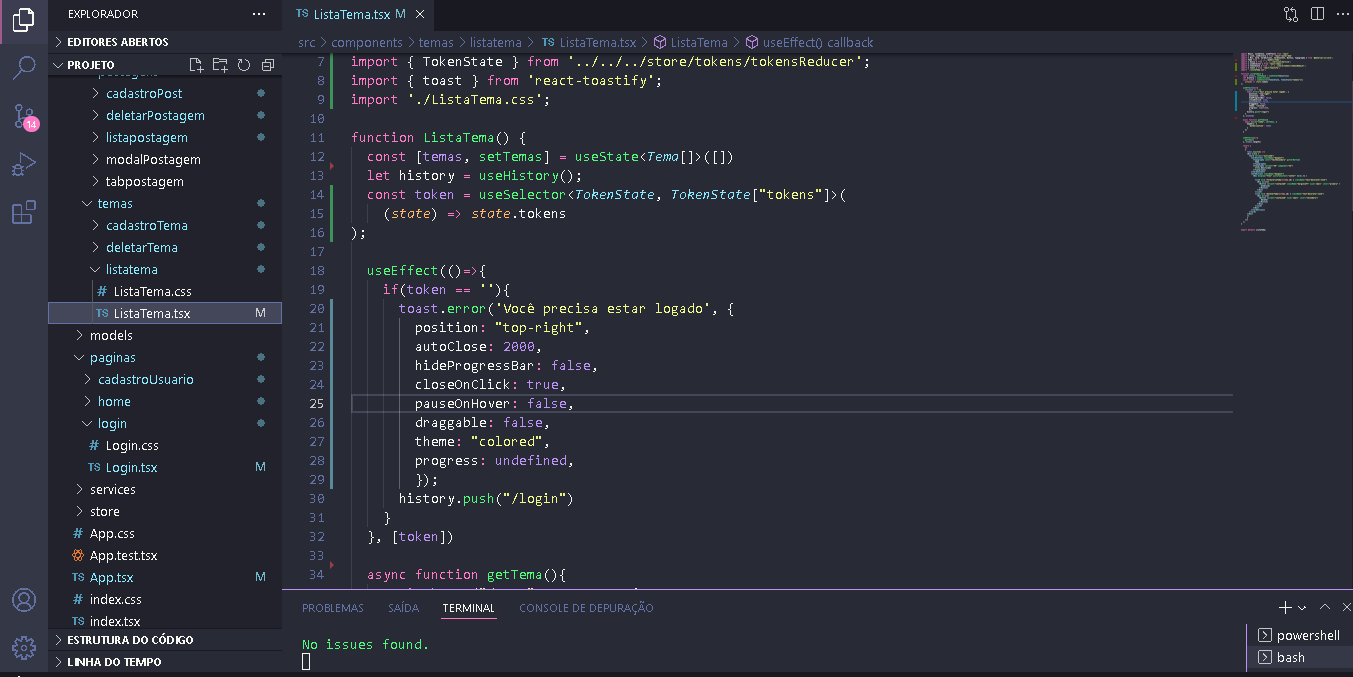 EXPLORADOR
EDITORES ABERTOS
PROJETO
cadastroPost
deletarPostagem
listapostagem
modalPostagem
tabpostagem
temas
cadastroTema
deletarTema
listatema
# ListaTema.css
TS ListaTema.tsx M
models
paginas
cadastroUsuario
home
login
# Login.css
TS Login.tsx M
services
store
# App.css
App.test.tsx
TS App.tsx M
# index.css
TS index.tsx
ESTRUTURA DO CÓDIGO
LINHA DO TEMPO
14
TS ListaTema.tsx M
src > components > temas > listatema > TS ListaTema.tsx > ListaTema > useEffect() callback
7 import { TokenState } from '../../../store/tokens/tokensReducer';
8 import { toast } from 'react-toastify';
9 import './ListaTema.css';
10
11 function ListaTema() {
12 const [temas, setTemas] = useState<Tema[]>([])
13 let history = useHistory();
14 const token = useSelector<TokenState, TokenState["tokens"]>(
15 (state) => state.tokens
16 );
17
18 useEffect(()=>{
19 if(token == ''){
20 toast.error('Você precisa estar logado', {
21 position: "top-right",
22 autoClose: 2000,
23 hideProgressBar: false,
24 closeOnClick: true,
25 pauseOnHover: false,
26 draggable: false,
27 theme: "colored",
28 progress: undefined,
29 });
30 history.push("/login")
31 }
32 }, [token])
33
34 async function getTema(){
PROBLEMAS SAÍDA TERMINAL CONSOLE DE DEPURAÇÃO
No issues found.
powershell
bash